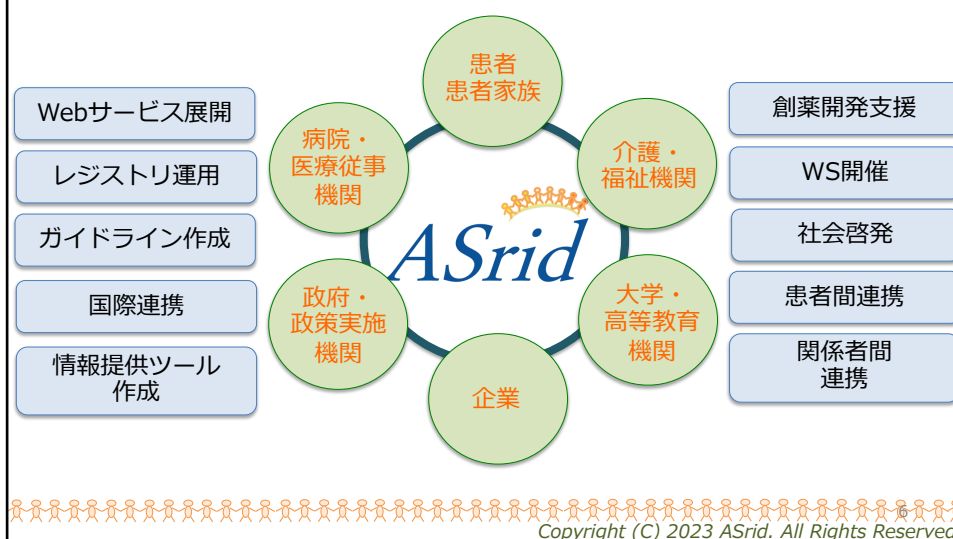 Webサービス展開
レジストリ運用
ガイドライン作成
国際連携
情報提供ツール
作成
患者
患者家族
病院・
医療従事
機関
介護・
福祉機関
ASrid
政府・
政策実施
機関
大学・
高等教育
機関
企業
創薬開発支援
WS開催
社会啓発
患者間連携
関係者間
連携
6
Copyright (C) 2023 ASrid. All Rights Reserved